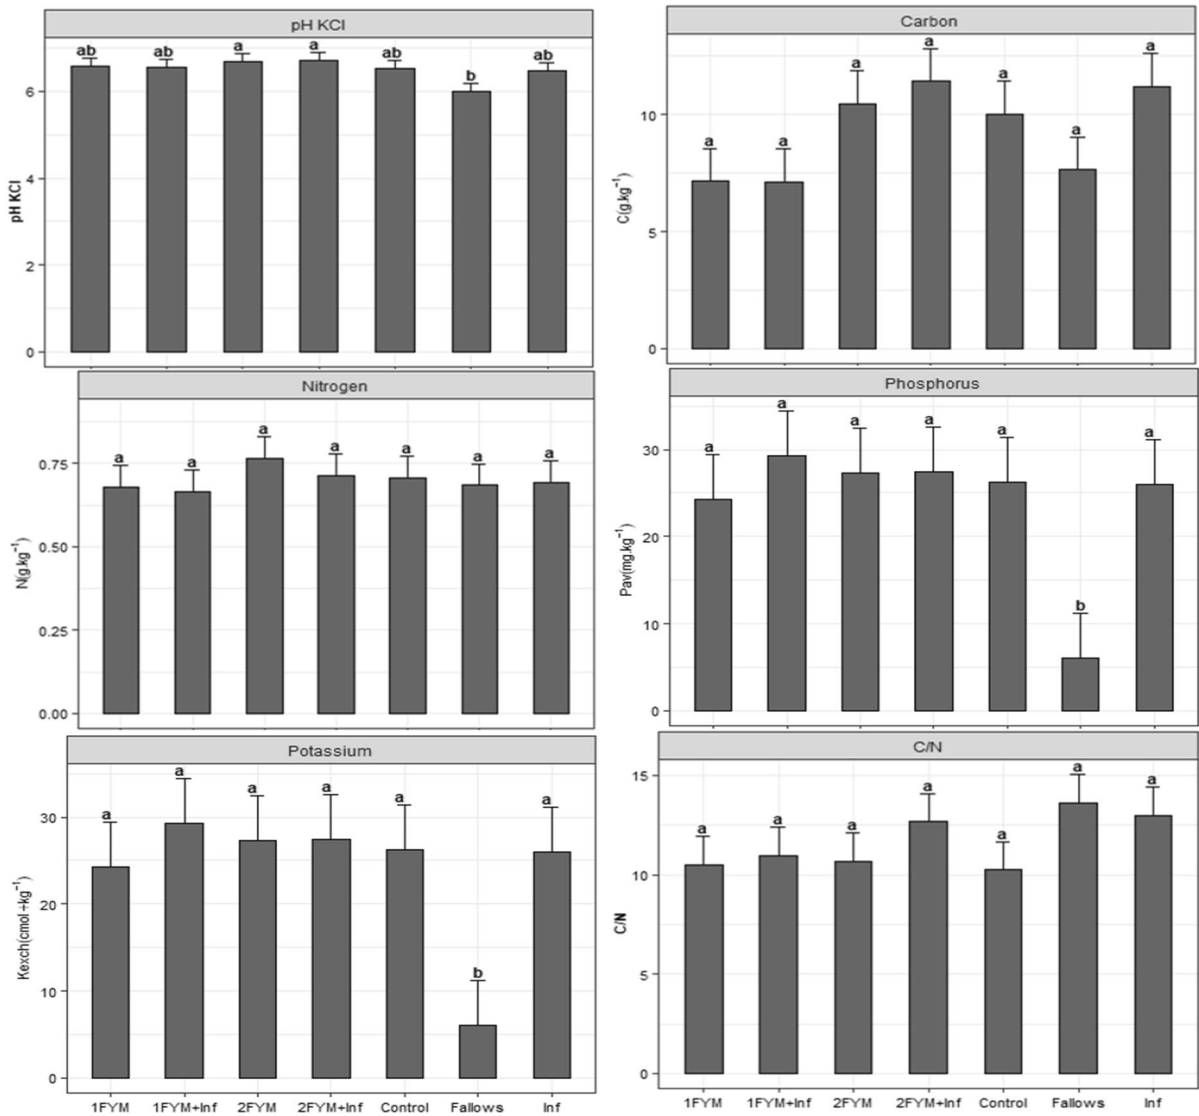 pH KCl
ab ab a a ab b ab
6
4
2
0
pH KCl
Carbon
a a a a a a a
10
5
0
C(g.kg⁻¹)
Nitrogen
a a a a a a a
0.75
0.50
0.25
0.00
N(g.kg⁻¹)
Phosphorus
a a a a a b a
30
20
10
0
Pav(mg.kg⁻¹)
Potassium
a a a a a b a
30
20
10
0
Kexch(cmol+kg⁻¹)
1FYM 1FYM+Inf 2FYM 2FYM+Inf Control Fallows Inf
C/N
a a a a a a a
15
10
5
0
C/N
1FYM 1FYM+Inf 2FYM 2FYM+Inf Control Fallows Inf